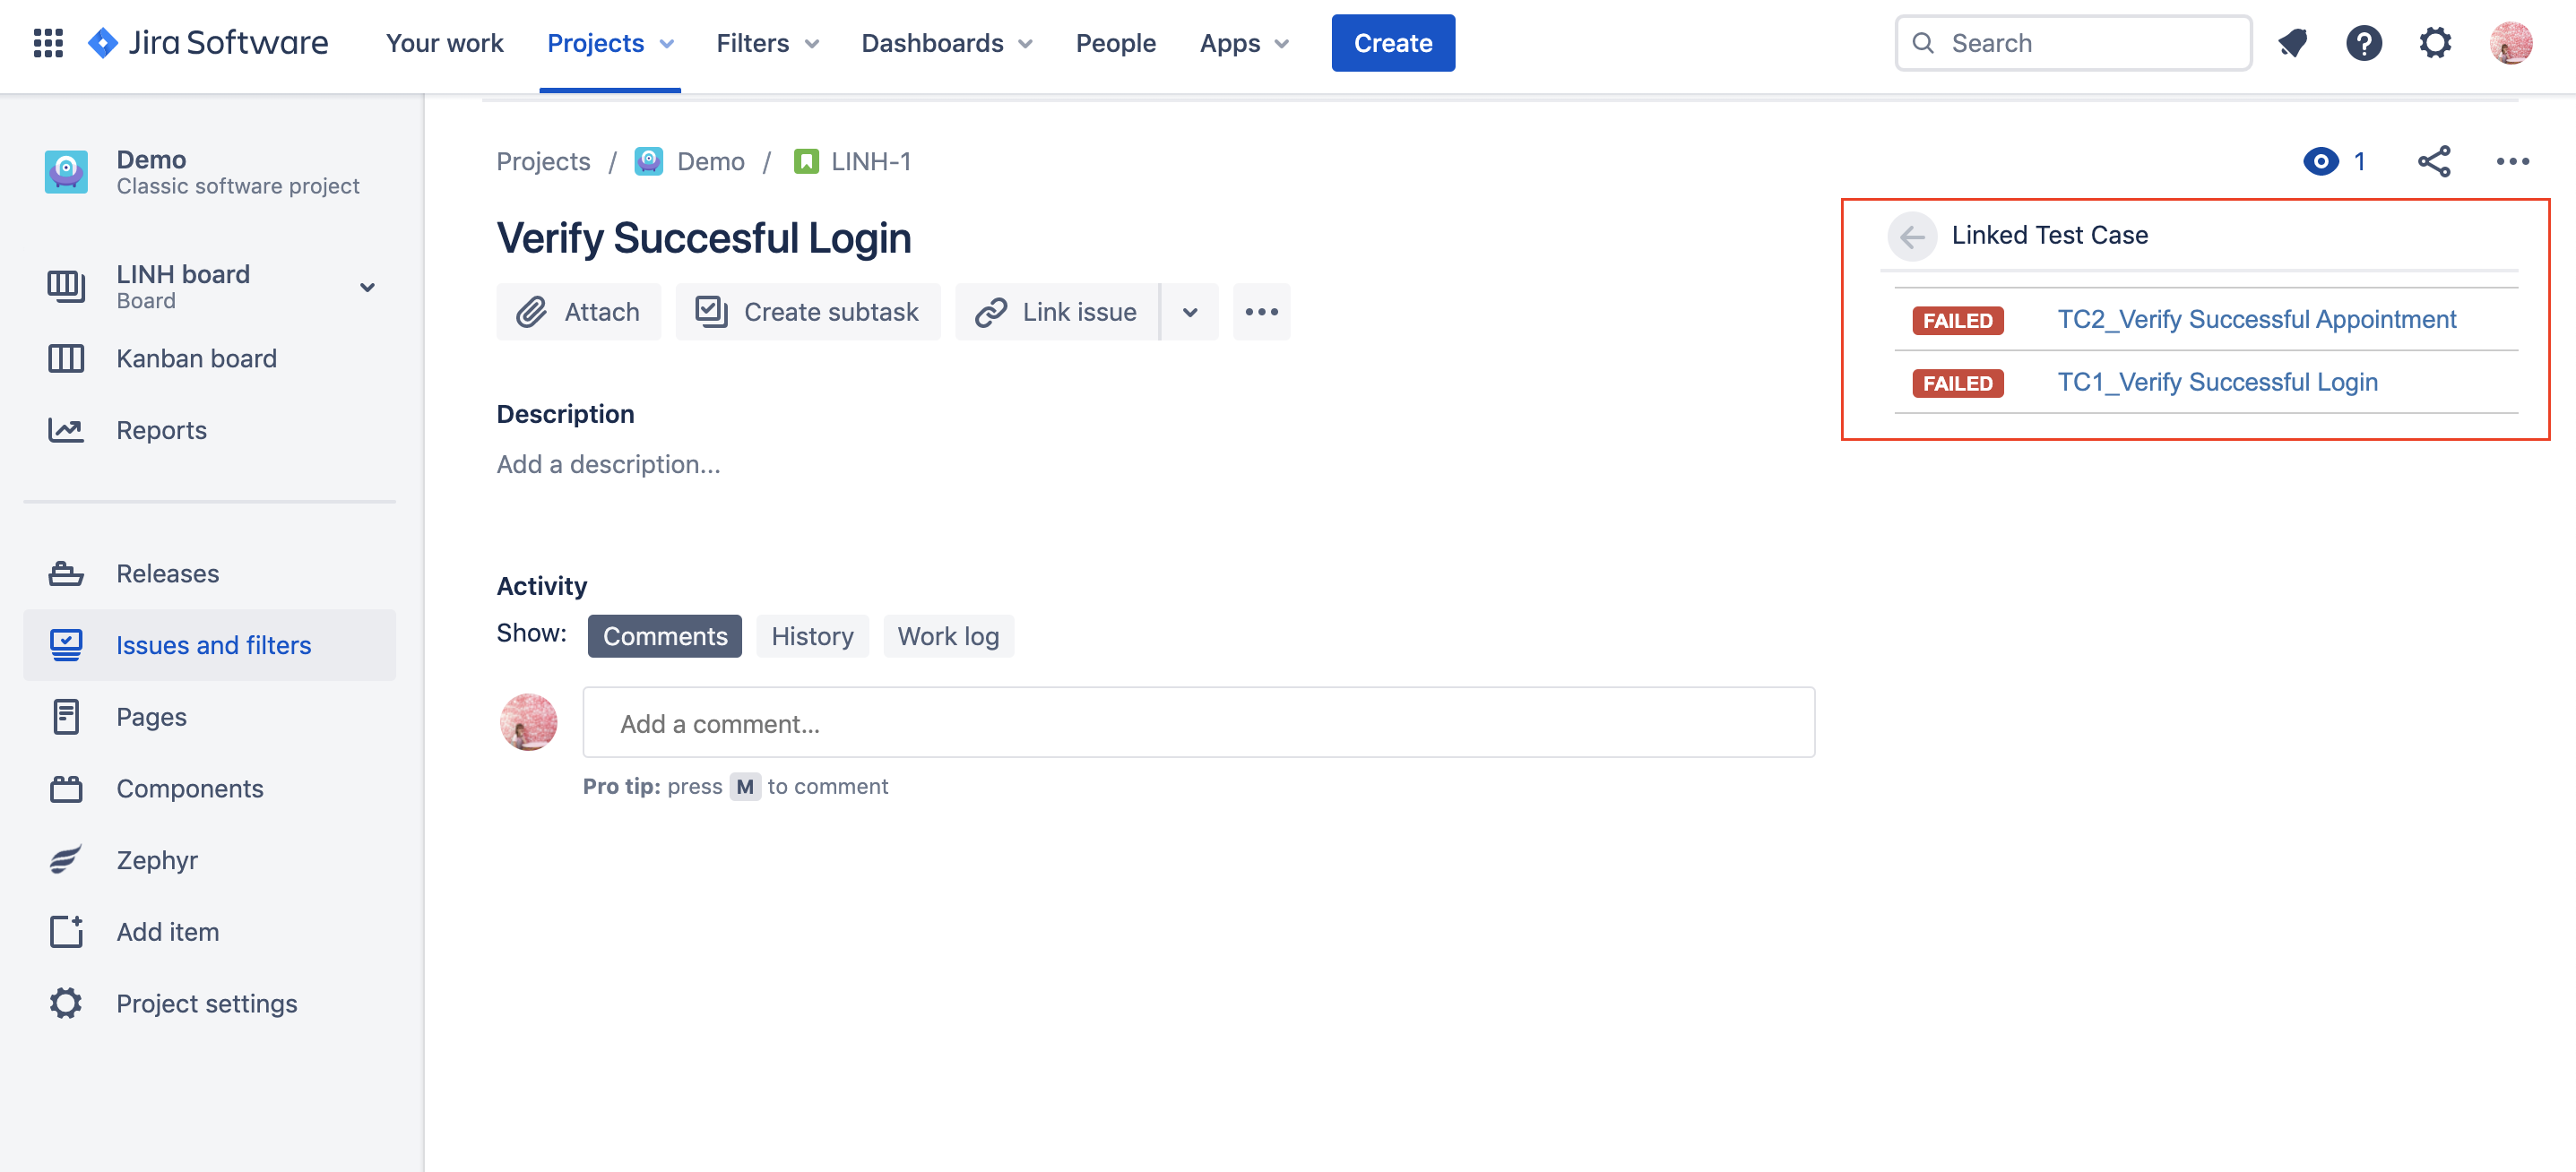 Jira Software Your work Projects Filters Dashboards People Apps Create Search
Demo
Classic software project
LINH board
Board
Kanban board
Reports
Releases
Issues and filters
Pages
Components
Zephyr
Add item
Project settings
Projects / Demo / LINH-1
1
Verify Succesful Login
Attach Create subtask Link issue
Description
Add a description...
Activity
Show: Comments History Work log
Add a comment...
Pro tip: press M to comment
Linked Test Case
FAILED TC2_Verify Successful Appointment
FAILED TC1_Verify Successful Login